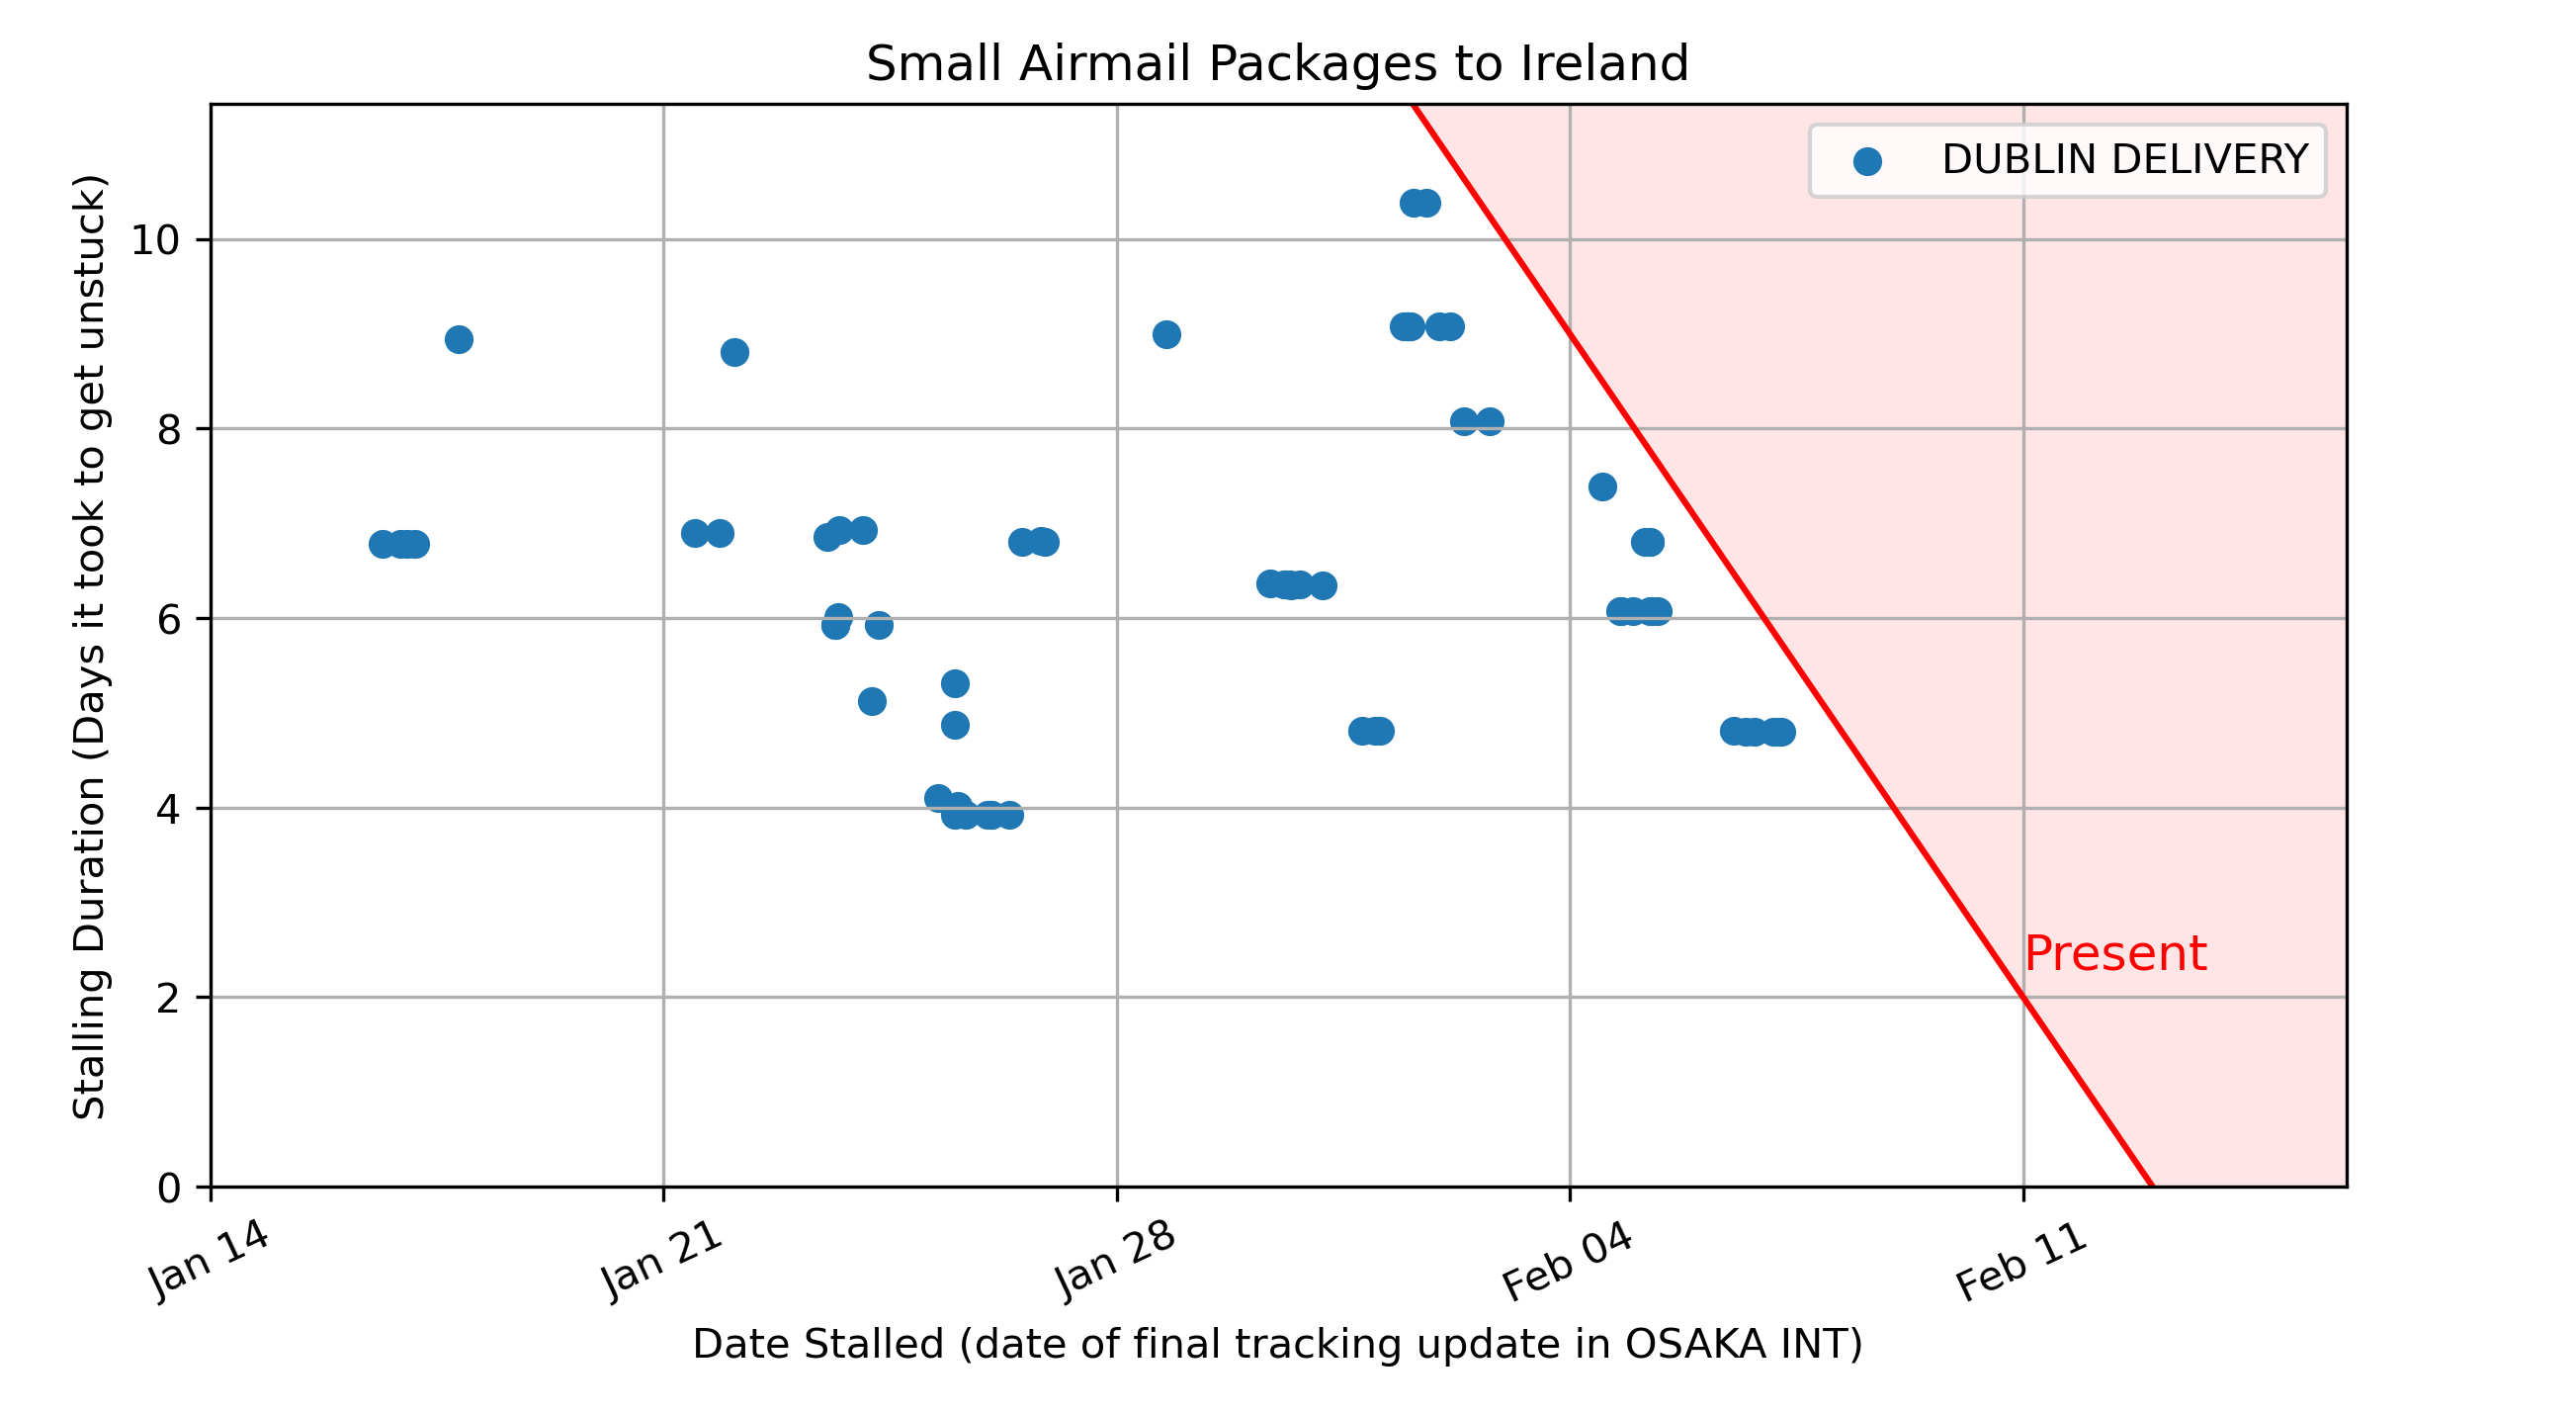 Small Airmail Packages to Ireland
DUBLIN DELIVERY
Stalling Duration (Days it took to get unstuck)
10
8
6
4
2
0
Present
Jan 14
Jan 21
Jan 28
Feb 04
Feb 11
Date Stalled (date of final tracking update in OSAKA INT)